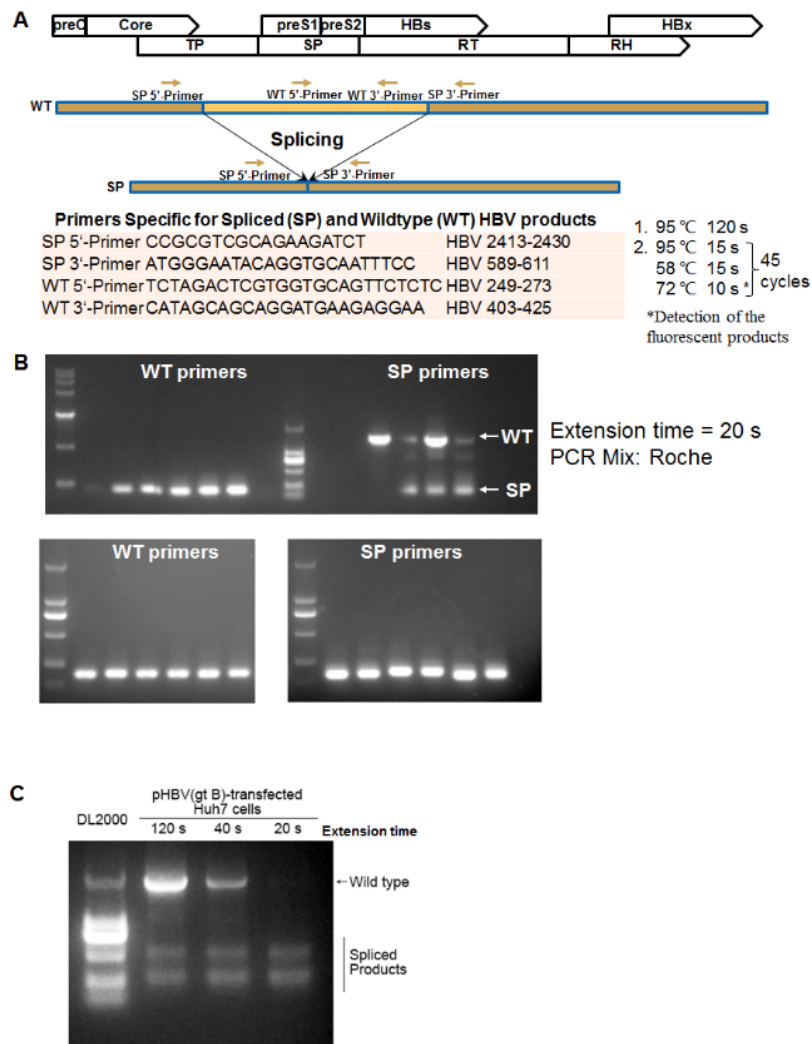 A
preC Core preS1 preS2 HBs HBx
TP SP RT RH
SP 5'-Primer WT 5'-Primer WT 3'-Primer SP 3'-Primer
WT
Splicing
SP 5'-Primer SP 3'-Primer
SP
Primers Specific for Spliced (SP) and Wildtype (WT) HBV products
SP 5'-Primer CCGCGTCGCAGAAGATCT HBV 2413-2430
SP 3'-Primer ATGGGAATACAGGTGCAATTTCC HBV 589-611
WT 5'-Primer TCTAGACTCGTGGTGCAGTTCTCTC HBV 249-273
WT 3'-Primer CATAGCAGCAGGATGAAGAGGAA HBV 403-425
1. 95 ℃ 120 s
2. 95 ℃ 15 s
58 ℃ 15 s
72 ℃ 10 s *
45
cycles
*Detection of the
fluorescent products
B
WT primers SP primers
WT
SP
Extension time = 20 s
PCR Mix: Roche
WT primers SP primers
C
pHBV(gt B)-transfected
Huh7 cells
DL2000
120 s 40 s 20 s Extension time
Wild type
Spliced
Products